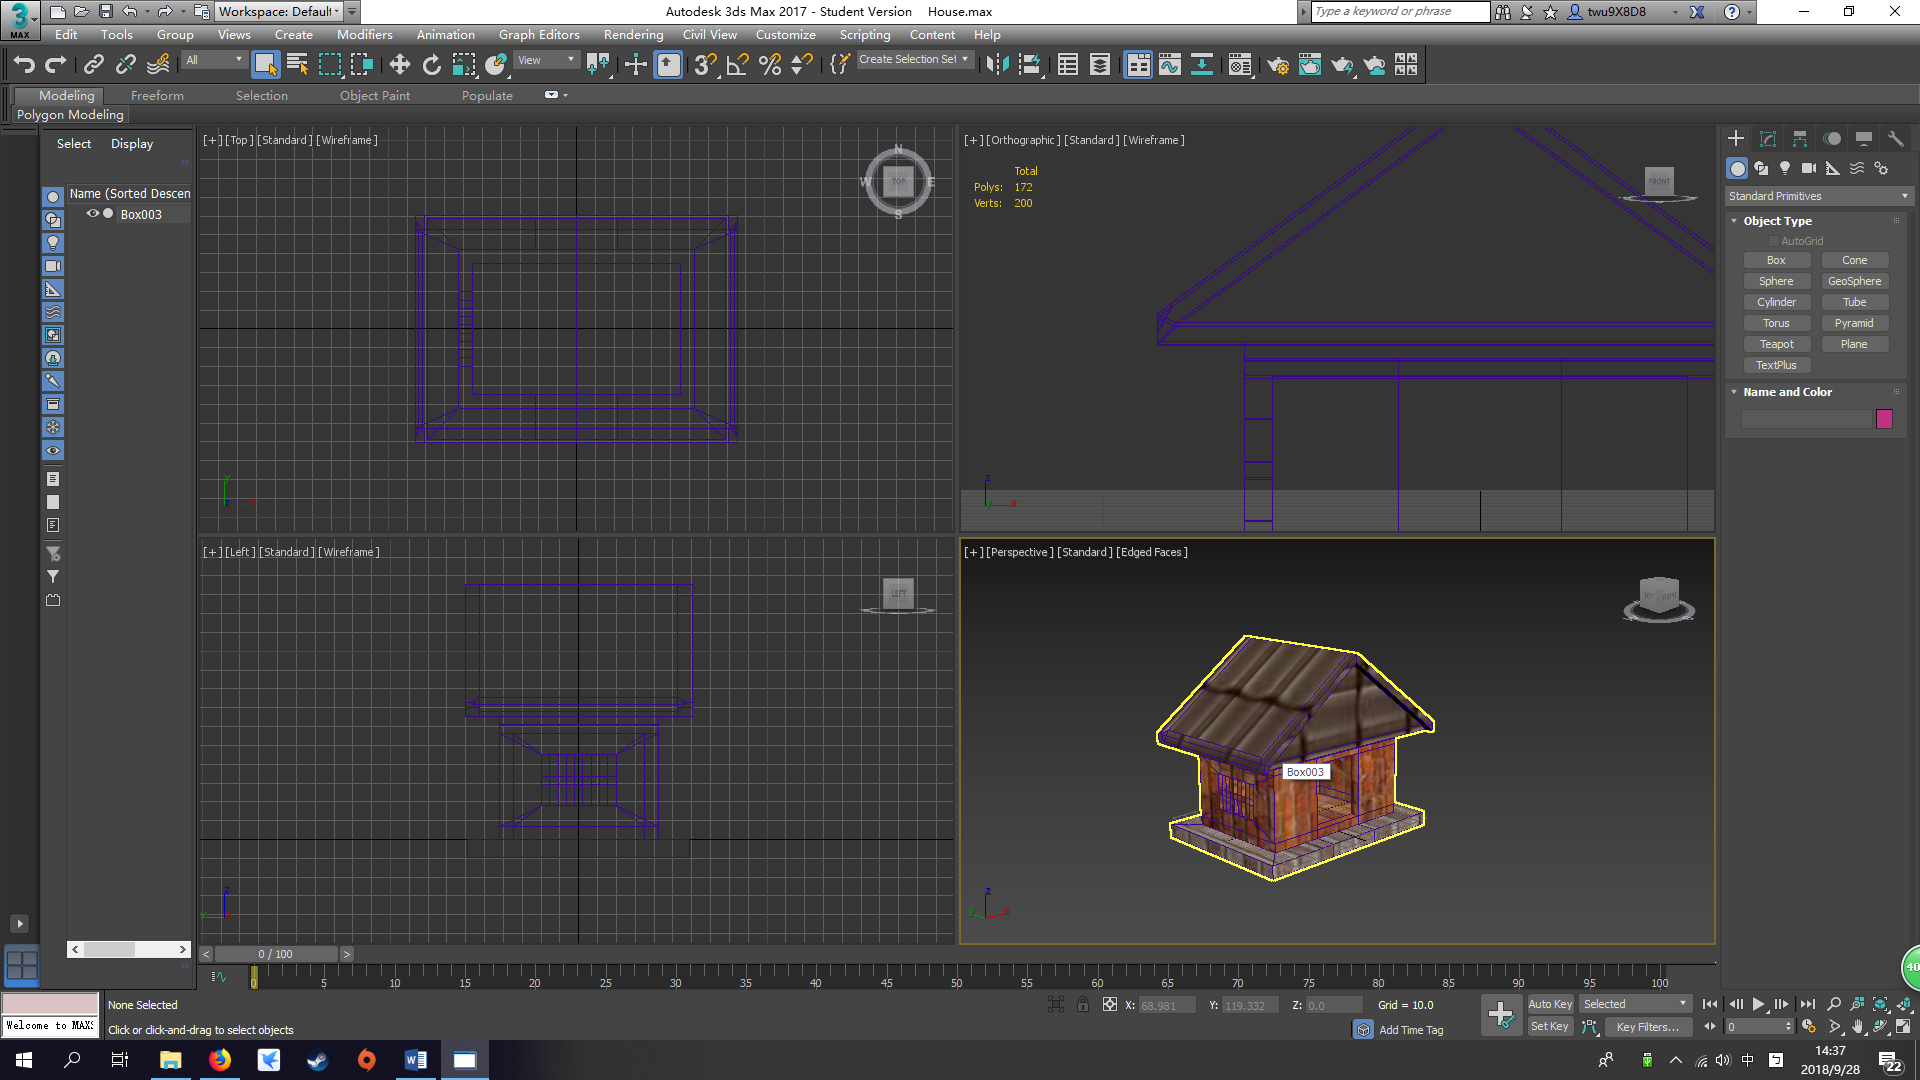 3 MAX Workspace: Default Autodesk 3ds Max 2017 - Student Version House.max Type a keyword or phrase twu9X8D8
Edit Tools Group Views Create Modifiers Animation Graph Editors Rendering Civil View Customize Scripting Content Help
All View Create Selection Set
Modeling Freeform Selection Object Paint Populate
Polygon Modeling
Select Display
Name (Sorted Descen
Box003
[+] [Top] [Standard] [Wireframe]
N
W TOP E
S
[+] [Orthographic] [Standard] [Wireframe]
Total
Polys: 172
Verts: 200
FRONT
[+] [Left] [Standard] [Wireframe]
LEFT
[+] [Perspective] [Standard] [Edged Faces]
Box003
Standard Primitives
Object Type
AutoGrid
Box Cone
Sphere GeoSphere
Cylinder Tube
Torus Pyramid
Teapot Plane
TextPlus
Name and Color
0 / 100
0 5 10 15 20 25 30 35 40 45 50 55 60 65 70 75 80 85 90 95 100
40
None Selected
Welcome to MAX
Click or click-and-drag to select objects
X: 68.981 Y: 119.332 Z: 0.0 Grid = 10.0
Add Time Tag
Auto Key Selected
Set Key Key Filters...
0
中
14:37
2018/9/28
22